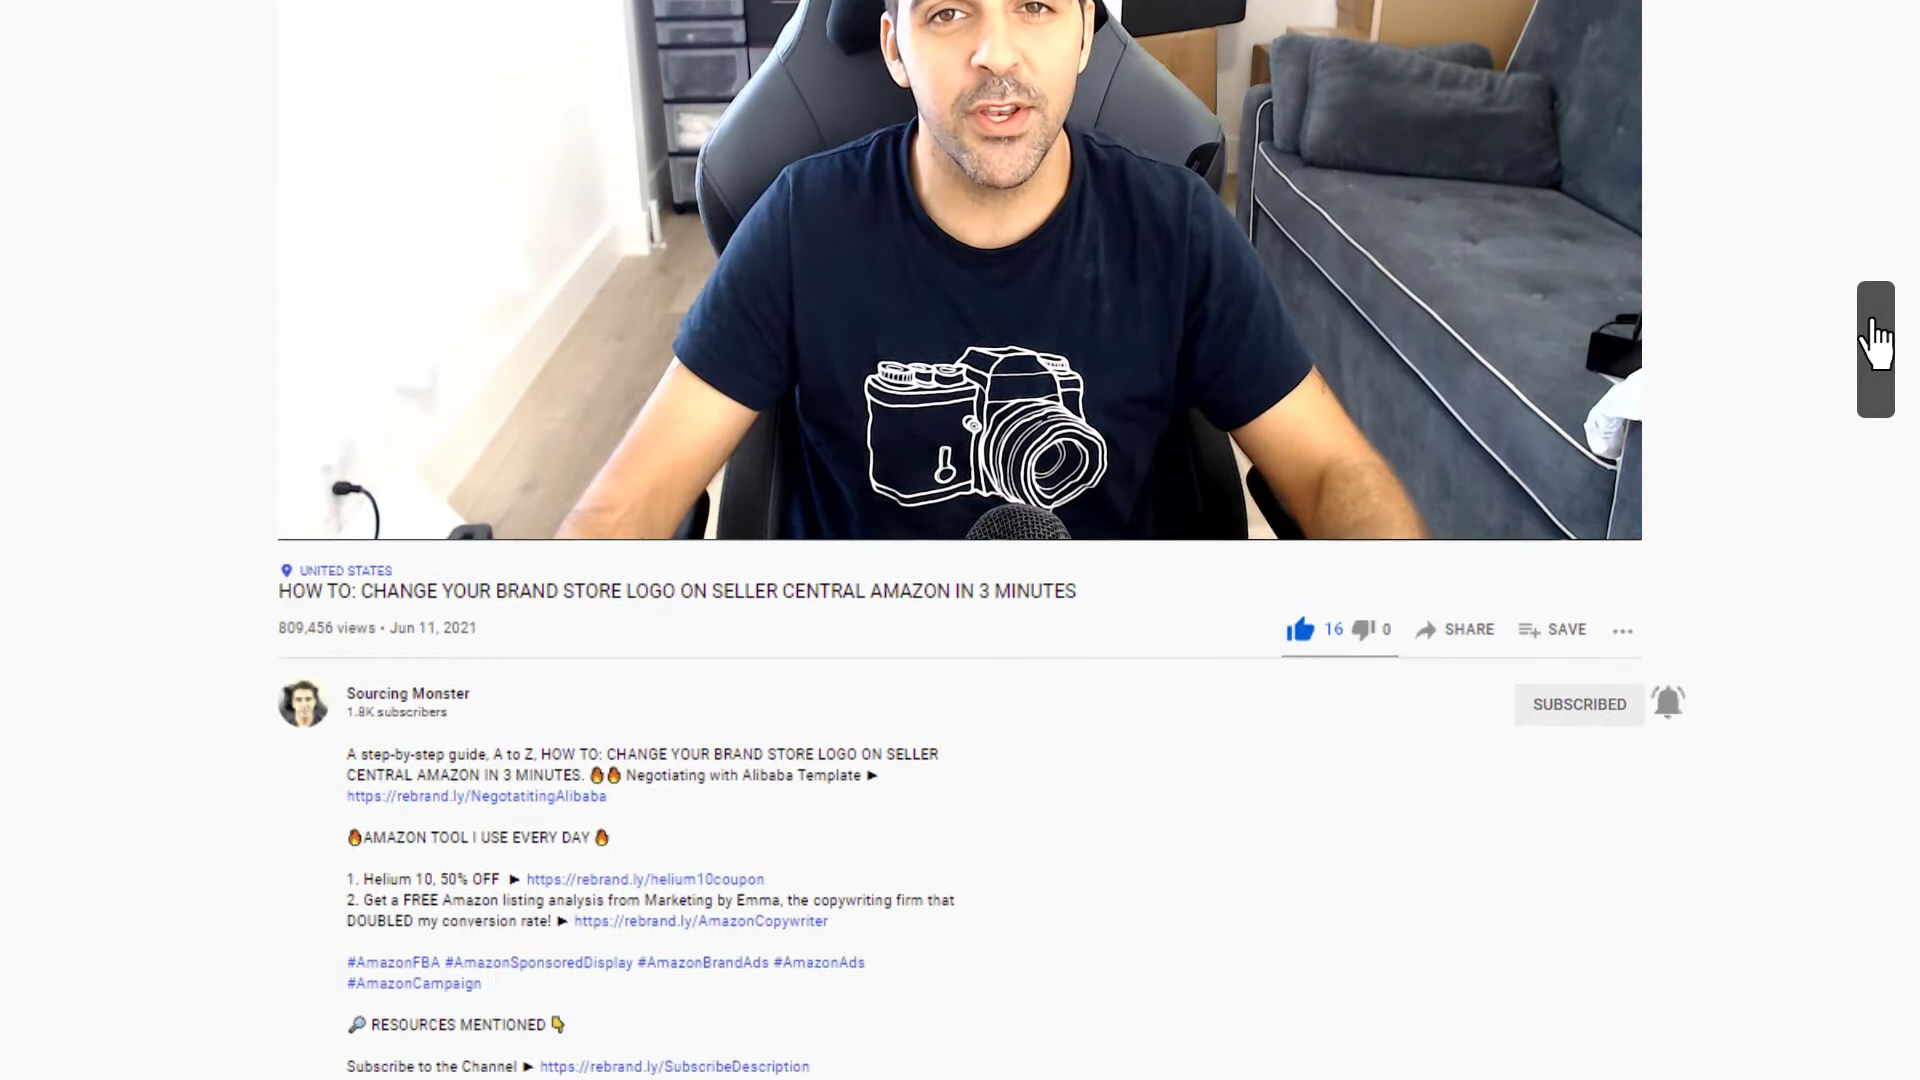 UNITED STATES
HOW TO: CHANGE YOUR BRAND STORE LOGO ON SELLER CENTRAL AMAZON IN 3 MINUTES
809,456 views • Jun 11, 2021
16 0 SHARE SAVE ...
Sourcing Monster
1.8K subscribers
SUBSCRIBED
A step-by-step guide, A to Z, HOW TO: CHANGE YOUR BRAND STORE LOGO ON SELLER
CENTRAL AMAZON IN 3 MINUTES. 🔥🔥 Negotiating with Alibaba Template ►
https://rebrand.ly/NegotatitingAlibaba
🔥AMAZON TOOL I USE EVERY DAY 🔥
1. Helium 10, 50% OFF ► https://rebrand.ly/helium10coupon
2. Get a FREE Amazon listing analysis from Marketing by Emma, the copywriting firm that
DOUBLED my conversion rate! ► https://rebrand.ly/AmazonCopywriter
#AmazonFBA #AmazonSponsoredDisplay #AmazonBrandAds #AmazonAds
#AmazonCampaign
🔎 RESOURCES MENTIONED 👇
Subscribe to the Channel ► https://rebrand.ly/SubscribeDescription